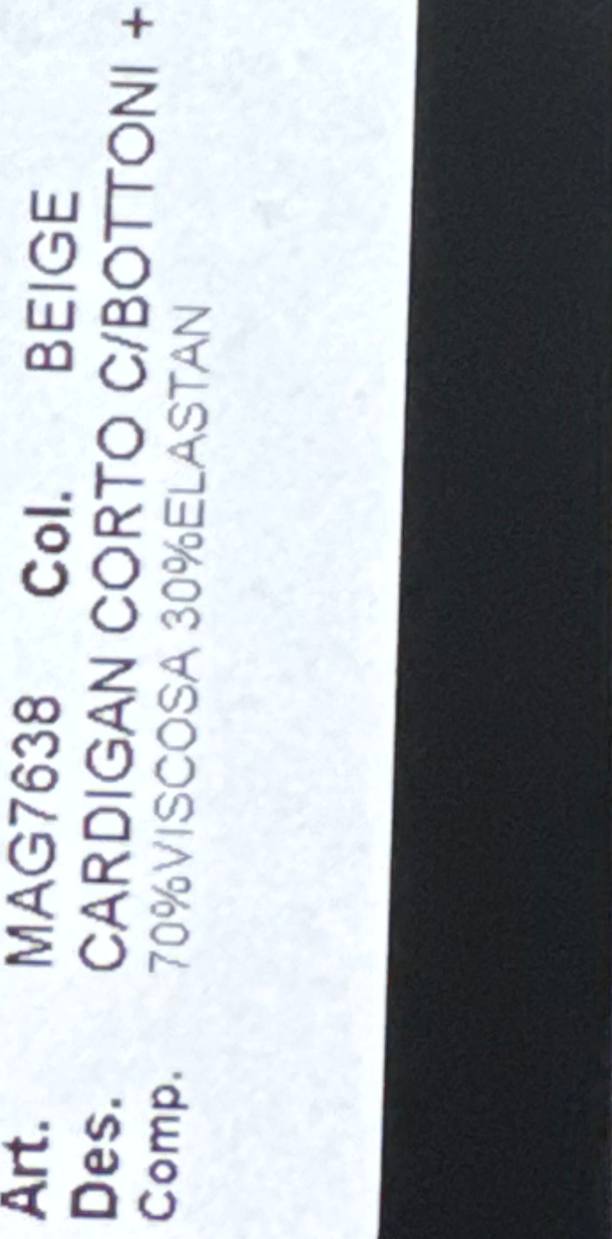 Art. MAG7638 Col. BEIGE
Des. CARDIGAN CORTO C/BOTTONI +
Comp. 70%VISCOSA 30%ELASTAN